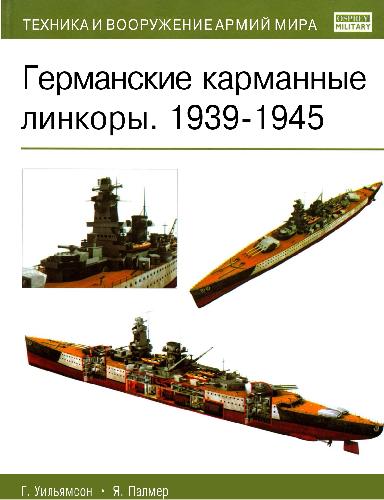 ТЕХНИКА И ВООРУЖЕНИЕ АРМИЙ МИРА
OSPREY
MILITARY
Германские карманные
линкоры. 1939-1945
Г. Уильямсон • Я. Палмер